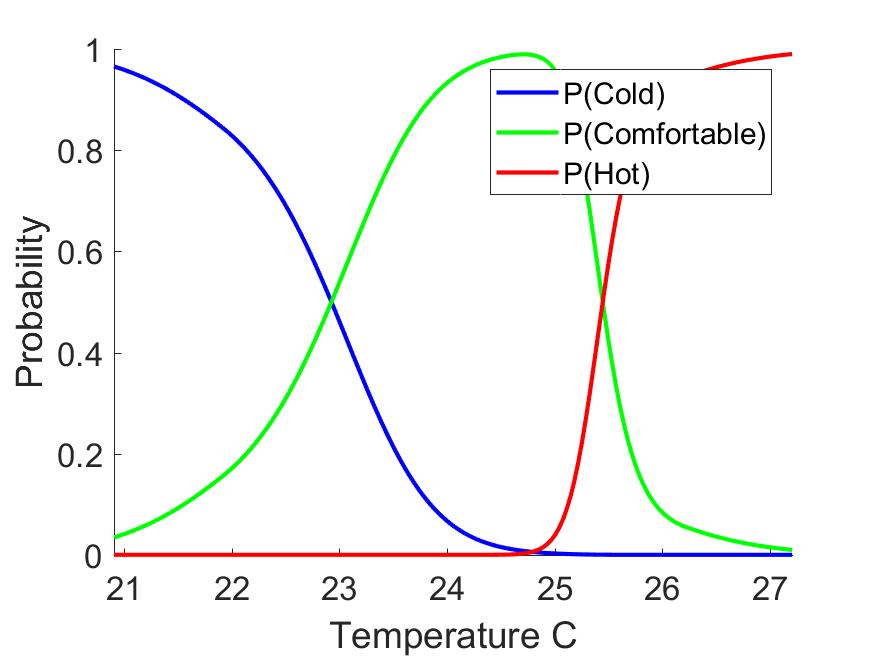 1
0.8
0.6
0.4
0.2
0
Probability
P(Cold)
P(Comfortable)
P(Hot)
21 22 23 24 25 26 27
Temperature C